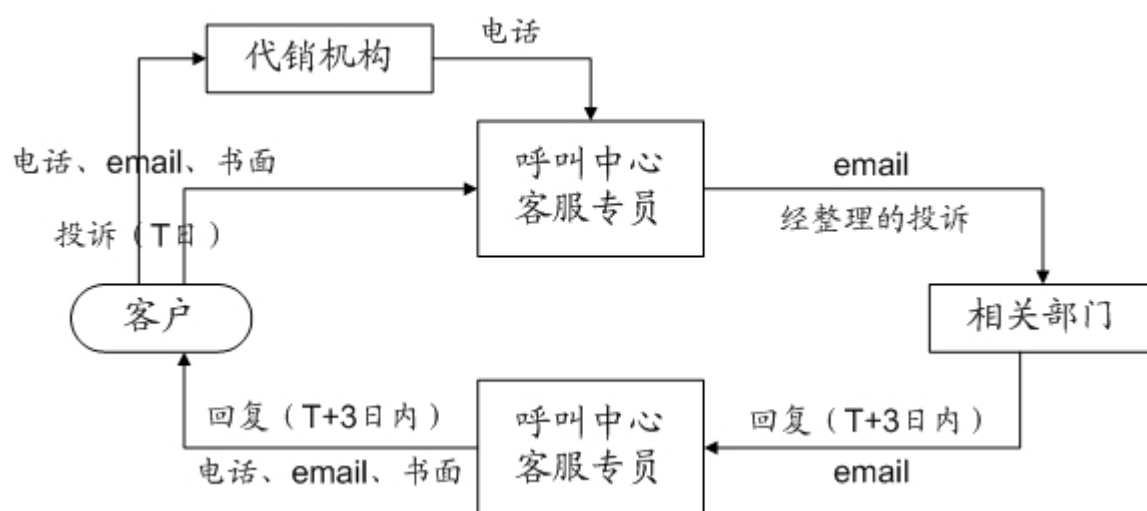 代销机构
电话
电话、email、书面
投诉（T日）
呼叫中心
客服专员
email
经整理的投诉
客户
相关部门
回复（T+3日内）
电话、email、书面
呼叫中心
客服专员
回复（T+3日内）
email